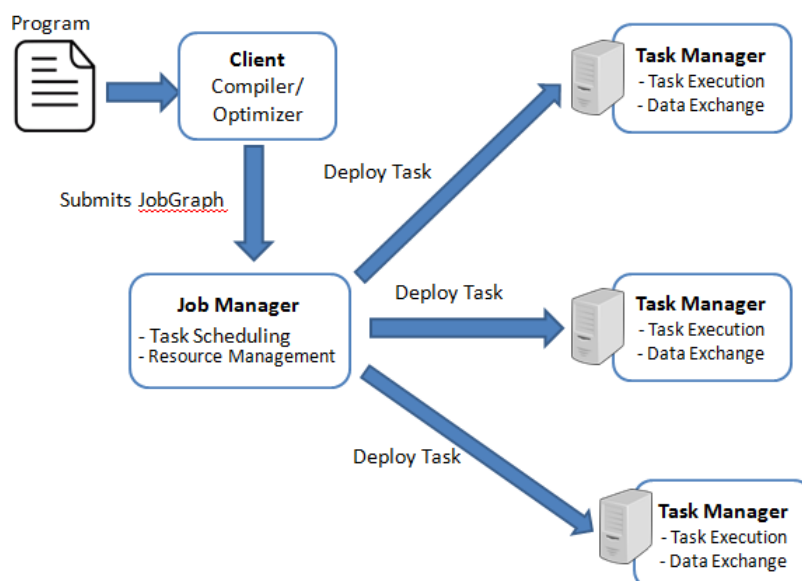 Program
Client
Compiler/
Optimizer
Submits JobGraph
Deploy Task
Task Manager
- Task Execution
- Data Exchange
Job Manager
- Task Scheduling
- Resource Management
Deploy Task
Task Manager
- Task Execution
- Data Exchange
Deploy Task
Task Manager
- Task Execution
- Data Exchange